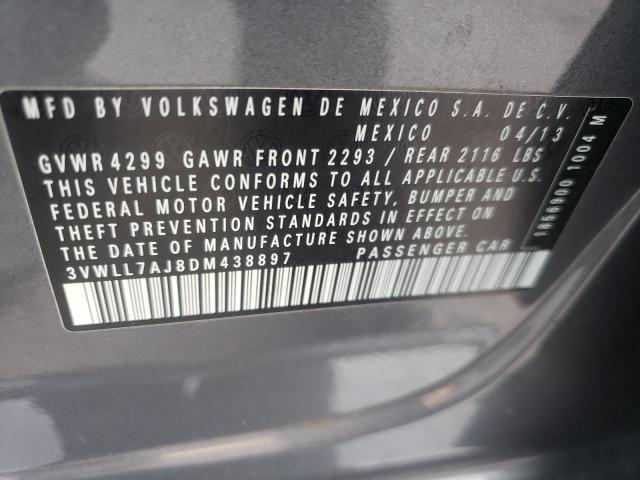 MFD BY VOLKSWAGEN DE MEXICO S.A. DE C.V.
MEXICO 04/13
GVWR 4299 GAWR FRONT 2293 / REAR 2116 LBS
THIS VEHICLE CONFORMS TO ALL APPLICABLE U.S.
FEDERAL MOTOR VEHICLE SAFETY, BUMPER AND
THEFT PREVENTION STANDARDS IN EFFECT ON
THE DATE OF MANUFACTURE SHOWN ABOVE.
3VWLL7AJ8DM438897 PASSENGER CAR
1004 M